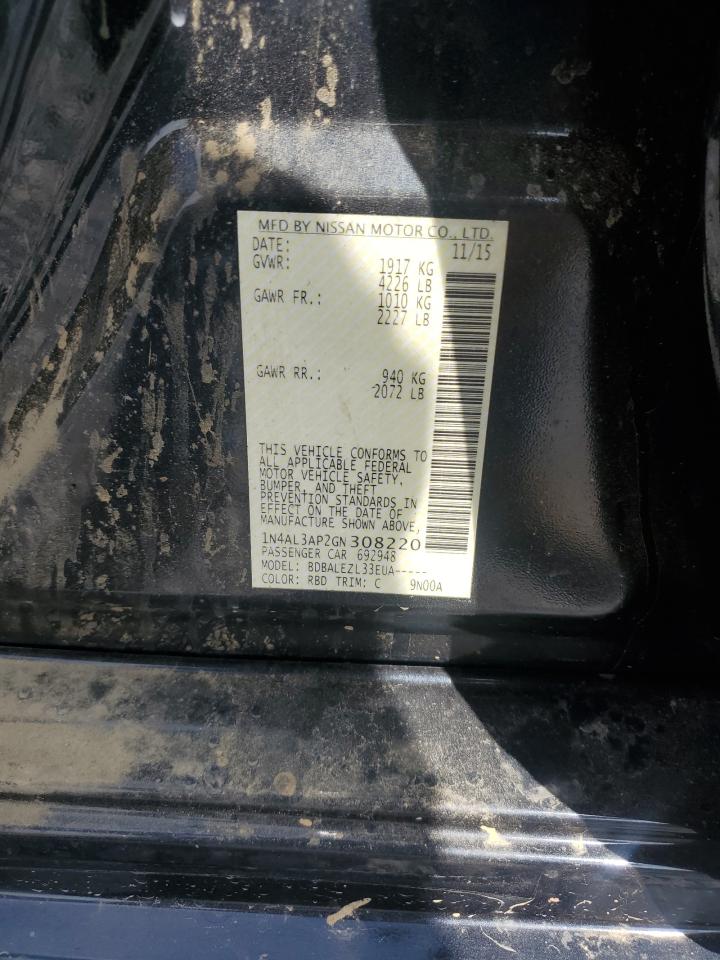 MFD BY NISSAN MOTOR CO., LTD.
DATE: 11/15
GVWR: 1917 KG
4226 LB
GAWR FR.: 1010 KG
2227 LB
GAWR RR.: 940 KG
2072 LB
THIS VEHICLE CONFORMS TO
ALL APPLICABLE FEDERAL
MOTOR VEHICLE SAFETY,
BUMPER, AND THEFT
PREVENTION STANDARDS IN
EFFECT ON THE DATE OF
MANUFACTURE SHOWN ABOVE,
1N4AL3AP2GN308220
PASSENGER CAR 692948
MODEL: BDBALEZL33EUA-----
COLOR: RBD TRIM: C 9N00A